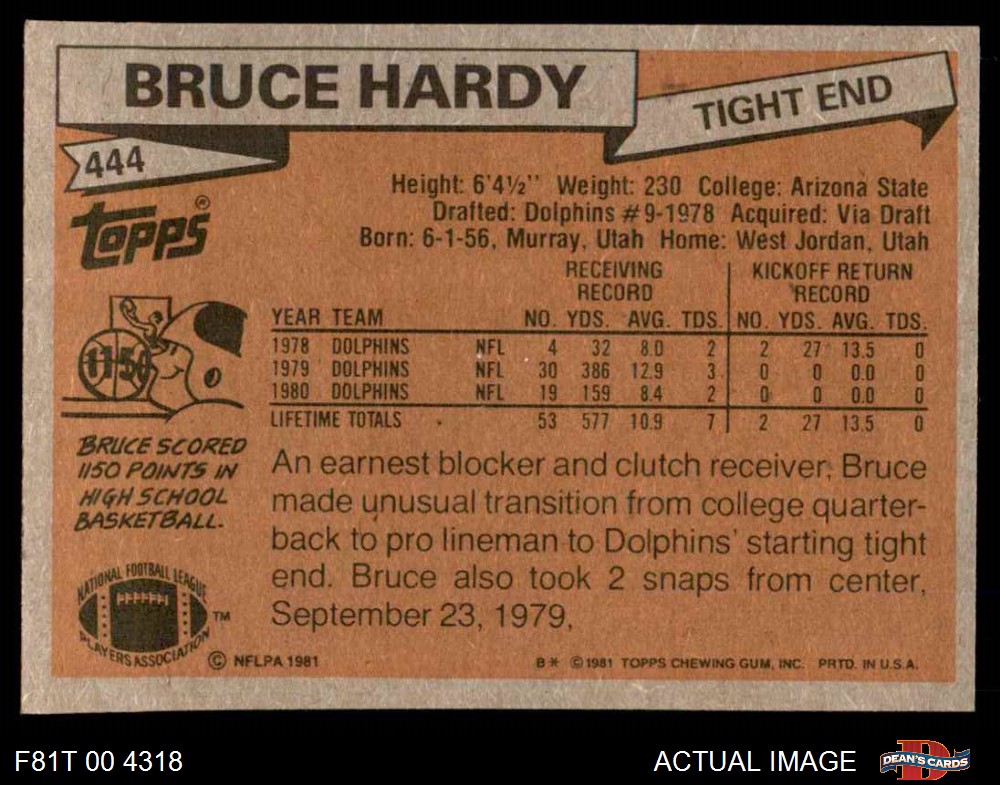 BRUCE HARDY
TIGHT END
444
Topps®
Height: 6'4½'' Weight: 230 College: Arizona State
Drafted: Dolphins #9-1978 Acquired: Via Draft
Born: 6-1-56, Murray, Utah Home: West Jordan, Utah
RECEIVING RECORD KICKOFF RETURN RECORD
YEAR TEAM NO. YDS. AVG. TDS. NO. YDS. AVG. TDS.
1978 DOLPHINS NFL 4 32 8.0 2 2 27 13.5 0
1979 DOLPHINS NFL 30 386 12.9 3 0 0 0.0 0
1980 DOLPHINS NFL 19 159 8.4 2 0 0 0.0 0
LIFETIME TOTALS 53 577 10.9 7 2 27 13.5 0
1150
BRUCE SCORED
1150 POINTS IN
HIGH SCHOOL
BASKETBALL.
An earnest blocker and clutch receiver, Bruce
made unusual transition from college quarter-
back to pro lineman to Dolphins' starting tight
end. Bruce also took 2 snaps from center,
September 23, 1979,
NATIONAL FOOTBALL LEAGUE
PLAYERS ASSOCIATION
TM
© NFLPA 1981
B* ©1981 TOPPS CHEWING GUM, INC. PRTD. IN U.S.A.
F81T 00 4318
ACTUAL IMAGE
D
DEAN'S CARDS